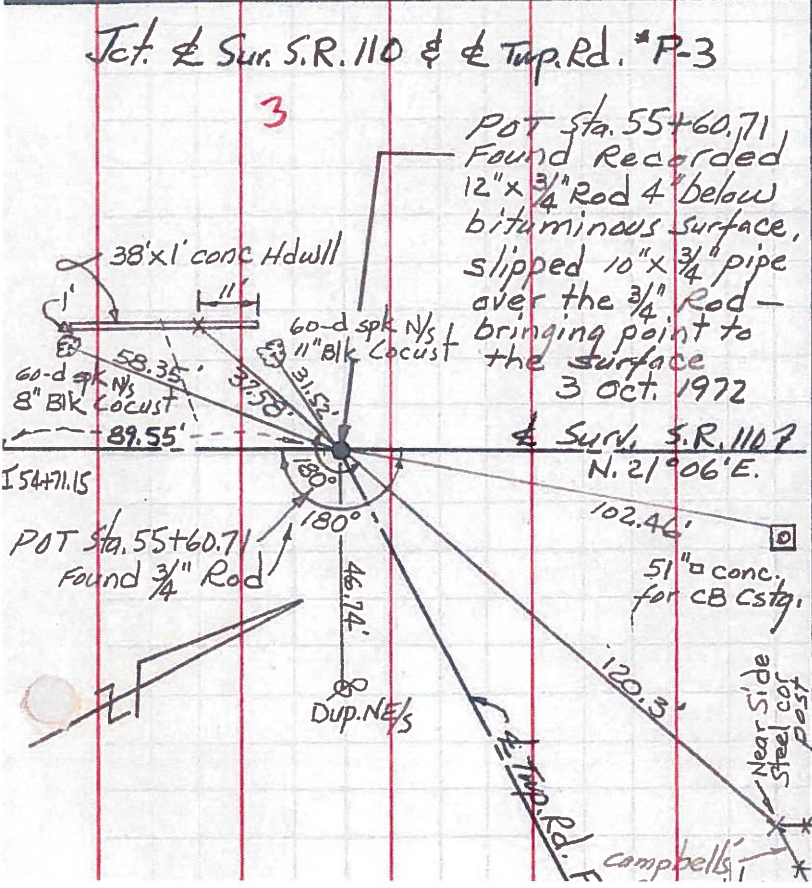 Jct. ℄ Sur. S.R. 110 & ℄ Twp. Rd. #P-3
3
POT Sta. 55+60.71
Found Recorded
12" x 3/4" Rod 4" below
bituminous surface,
slipped 10" x 3/4" pipe
over the 3/4" Rod —
bringing point to
the surface
3 Oct. 1972
38'x1' conc Hdwll
11'
1'
60-d spk N/s
11" Blk Locust
58.35'
37.58'
31.52'
60-d spk N/s
8" Blk Locust
89.55'
℄ Surv. S.R. 110
N. 21°06'E.
54+71.15
180°
180°
102.46'
POT Sta. 55+60.71
Found 3/4" Rod
46.74'
51"□ conc.
for CB Cstg.
120.3'
Near Side
Steel cor
post
Dup. NE/s
℄ Twp. Rd.
Campbells'